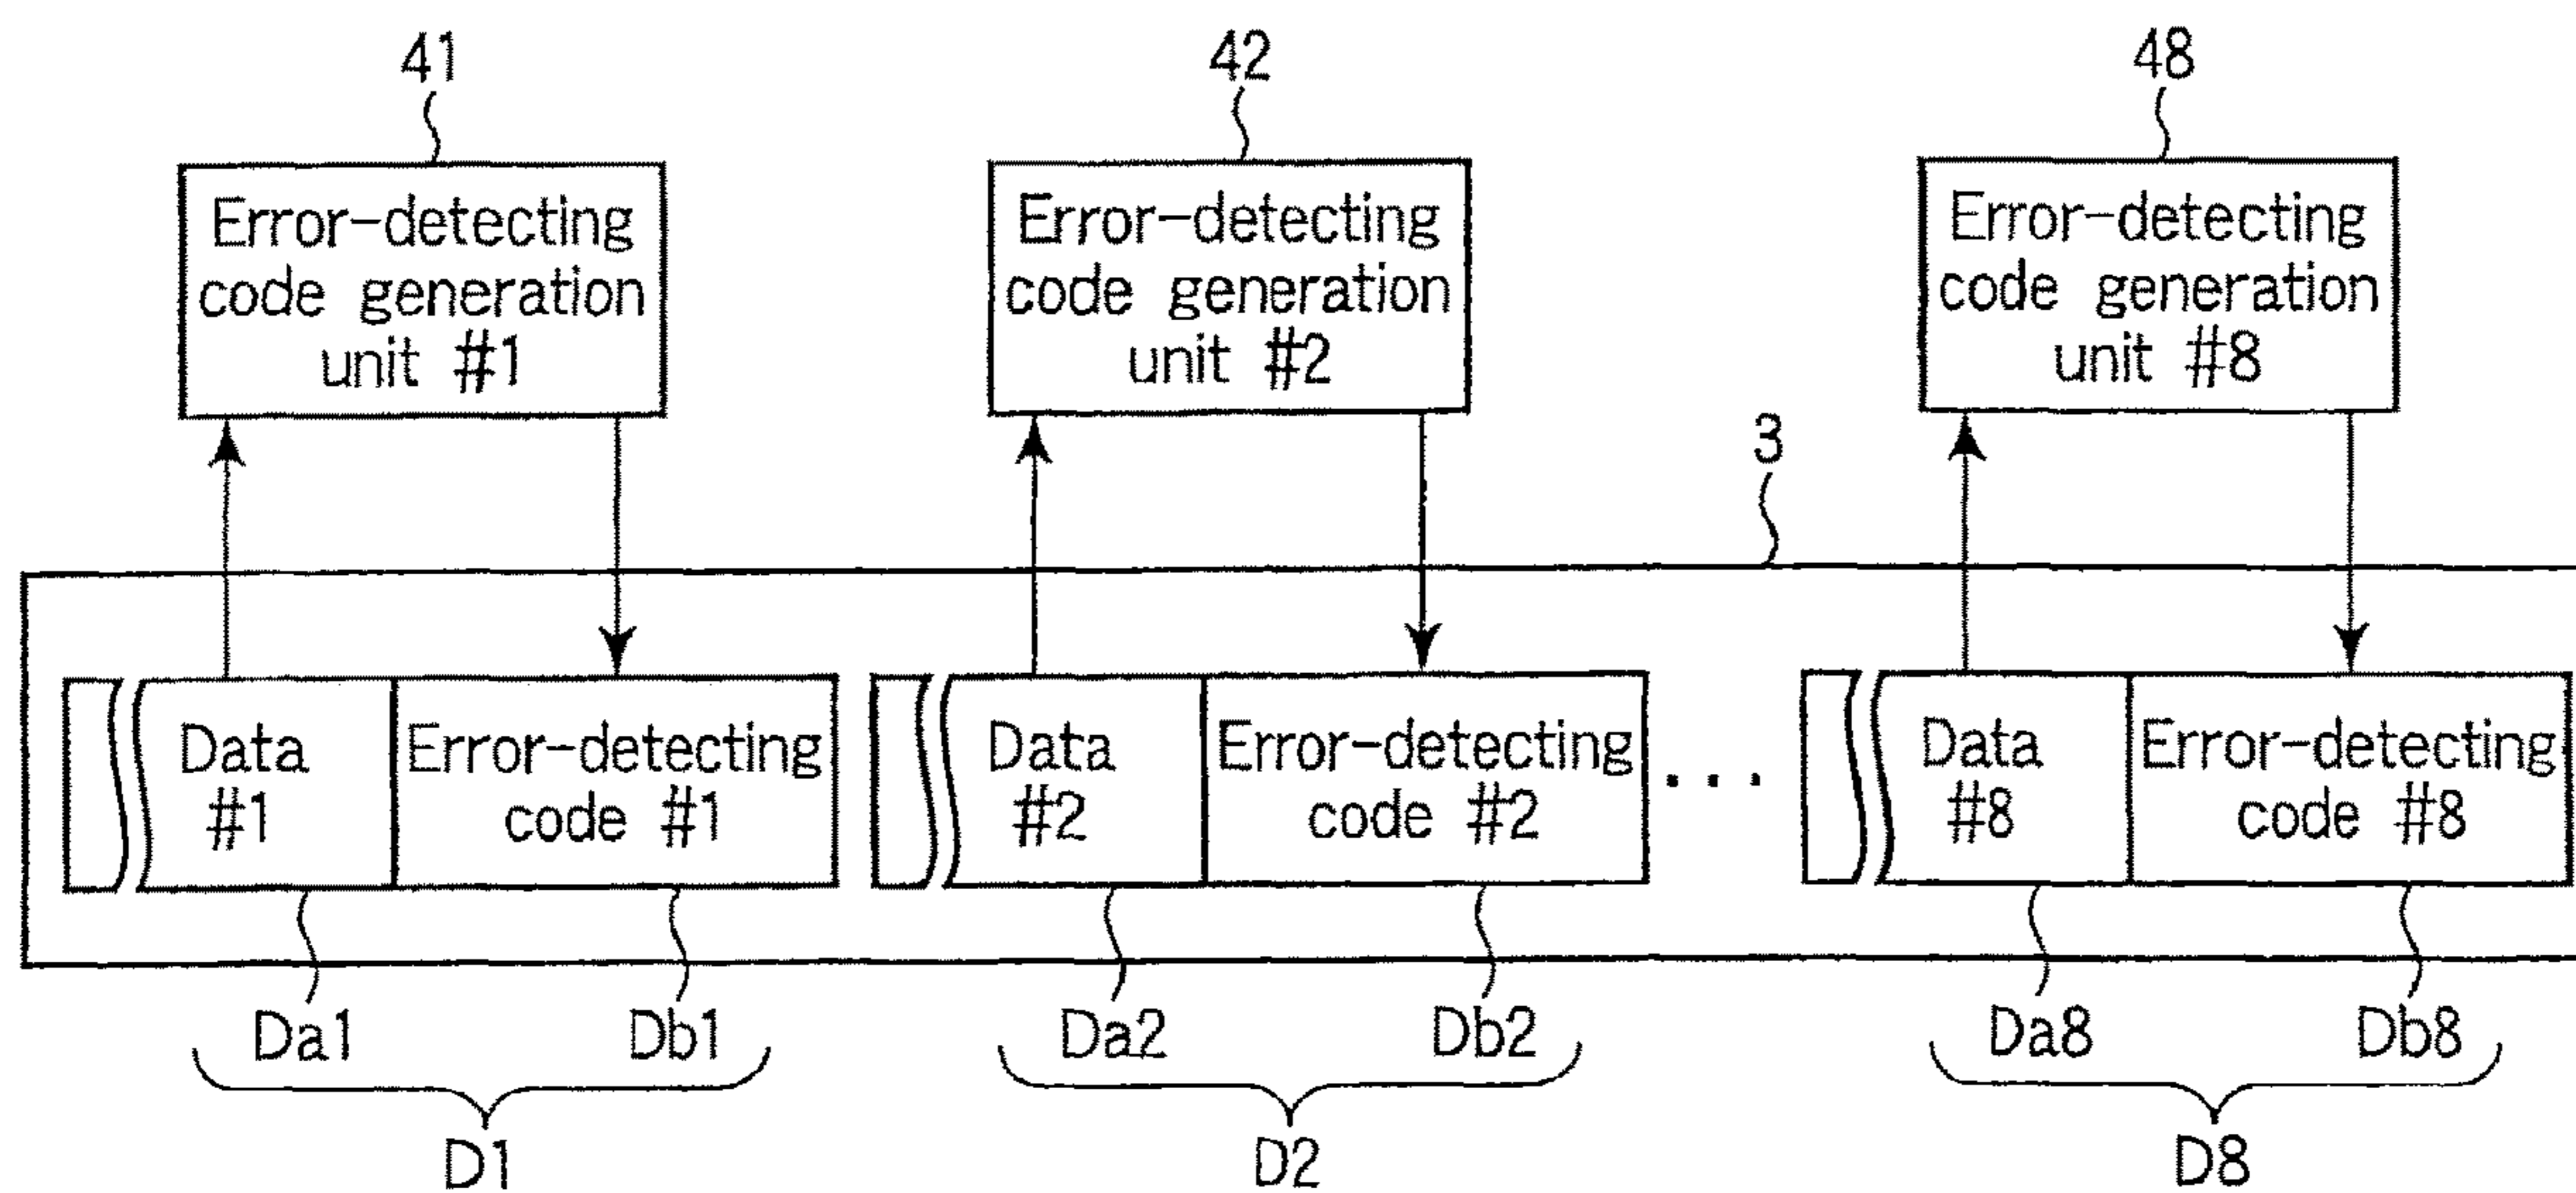 41
42
48
Error-detecting
code generation
unit #1
Error-detecting
code generation
unit #2
Error-detecting
code generation
unit #8
3
Data
#1
Error-detecting
code #1
Data
#2
Error-detecting
code #2
...
Data
#8
Error-detecting
code #8
Da1
Db1
Da2
Db2
Da8
Db8
D1
D2
D8